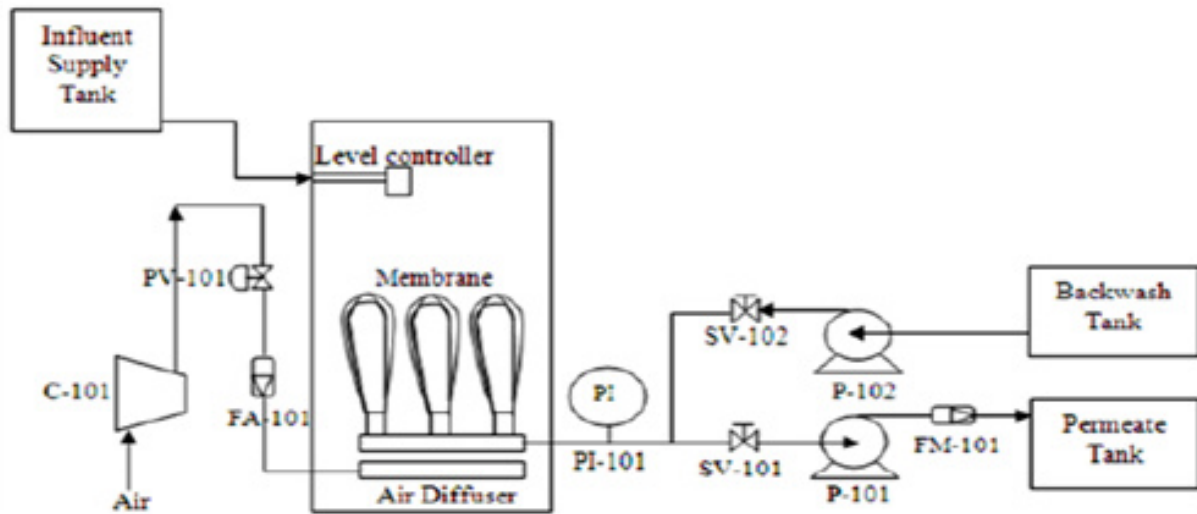 Influent
Supply
Tank
Level controller
PV-101
Membrane
Backwash
Tank
SV-102
P-102
C-101
FA-101
PI
PI-101
SV-101
P-101
FM-101
Permeate
Tank
Air Diffuser
Air